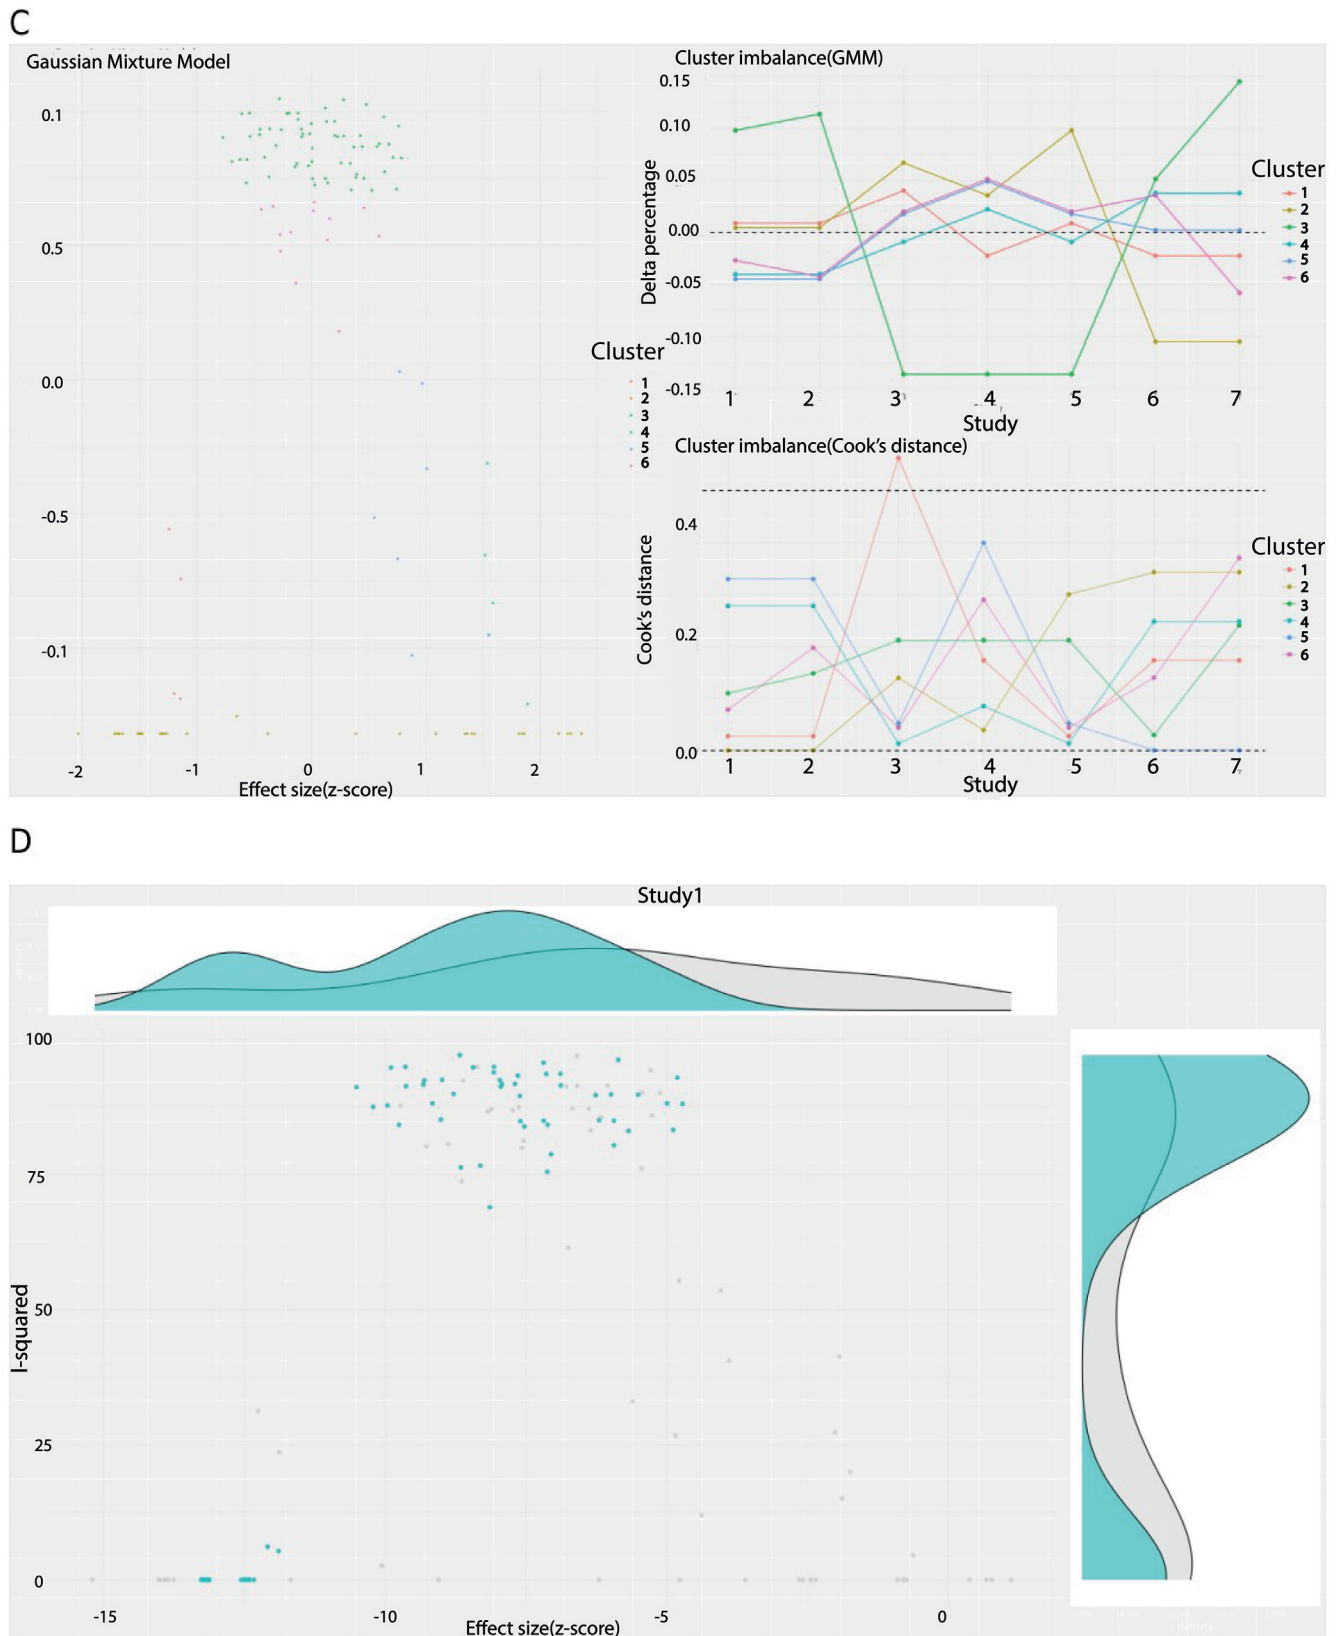 C
Gaussian Mixture Model
0.1
0.5
0.0
-0.5
-0.1
-2 -1 0 1 2
Effect size(z-score)
Cluster
1
2
3
4
5
6
Cluster imbalance(GMM)
0.15
0.10
0.05
0.00
-0.05
-0.10
-0.15
Delta percentage
1 2 3 4 5 6 7
Study
Cluster
1
2
3
4
5
6
Cluster imbalance(Cook's distance)
0.4
0.2
0.0
Cook's distance
1 2 3 4 5 6 7
Study
Cluster
1
2
3
4
5
6
D
Study1
100
75
50
25
0
I-squared
-15 -10 -5 0
Effect size(z-score)